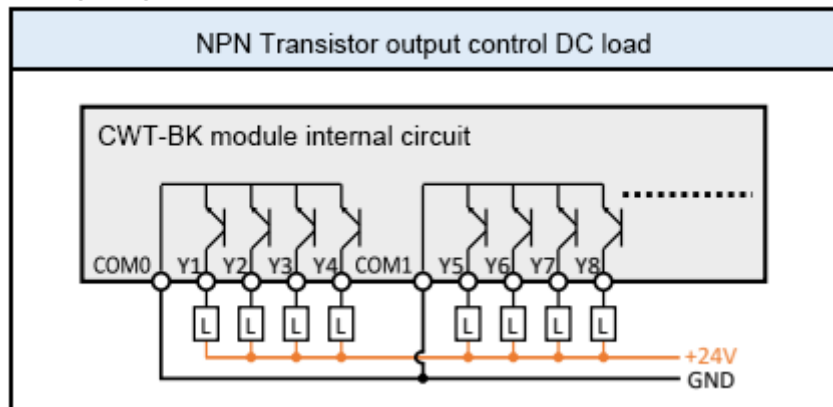 NPN Transistor output control DC load
CWT-BK module internal circuit
COM0 Y1 Y2 Y3 Y4 COM1 Y5 Y6 Y7 Y8
L L L L L L L L
+24V
GND